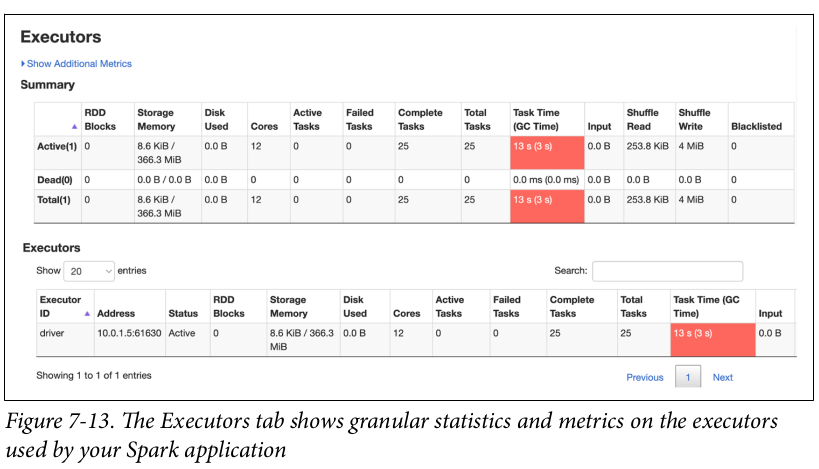 Executors
Show Additional Metrics
Summary
RDD Blocks Storage Memory Disk Used Cores Active Tasks Failed Tasks Complete Tasks Total Tasks Task Time (GC Time) Input Shuffle Read Shuffle Write Blacklisted
Active(1) 0 8.6 KiB / 366.3 MiB 0.0 B 12 0 0 25 25 13 s (3 s) 0.0 B 253.8 KiB 4 MiB 0
Dead(0) 0 0.0 B / 0.0 B 0.0 B 0 0 0 0 0 0.0 ms (0.0 ms) 0.0 B 0.0 B 0.0 B 0
Total(1) 0 8.6 KiB / 366.3 MiB 0.0 B 12 0 0 25 25 13 s (3 s) 0.0 B 253.8 KiB 4 MiB 0
Executors
Show 20 entries Search:
Executor ID Address Status RDD Blocks Storage Memory Disk Used Cores Active Tasks Failed Tasks Complete Tasks Total Tasks Task Time (GC Time) Input
driver 10.0.1.5:61630 Active 0 8.6 KiB / 366.3 MiB 0.0 B 12 0 0 25 25 13 s (3 s) 0.0 B
Showing 1 to 1 of 1 entries Previous 1 Next
Figure 7-13. The Executors tab shows granular statistics and metrics on the executors
used by your Spark application